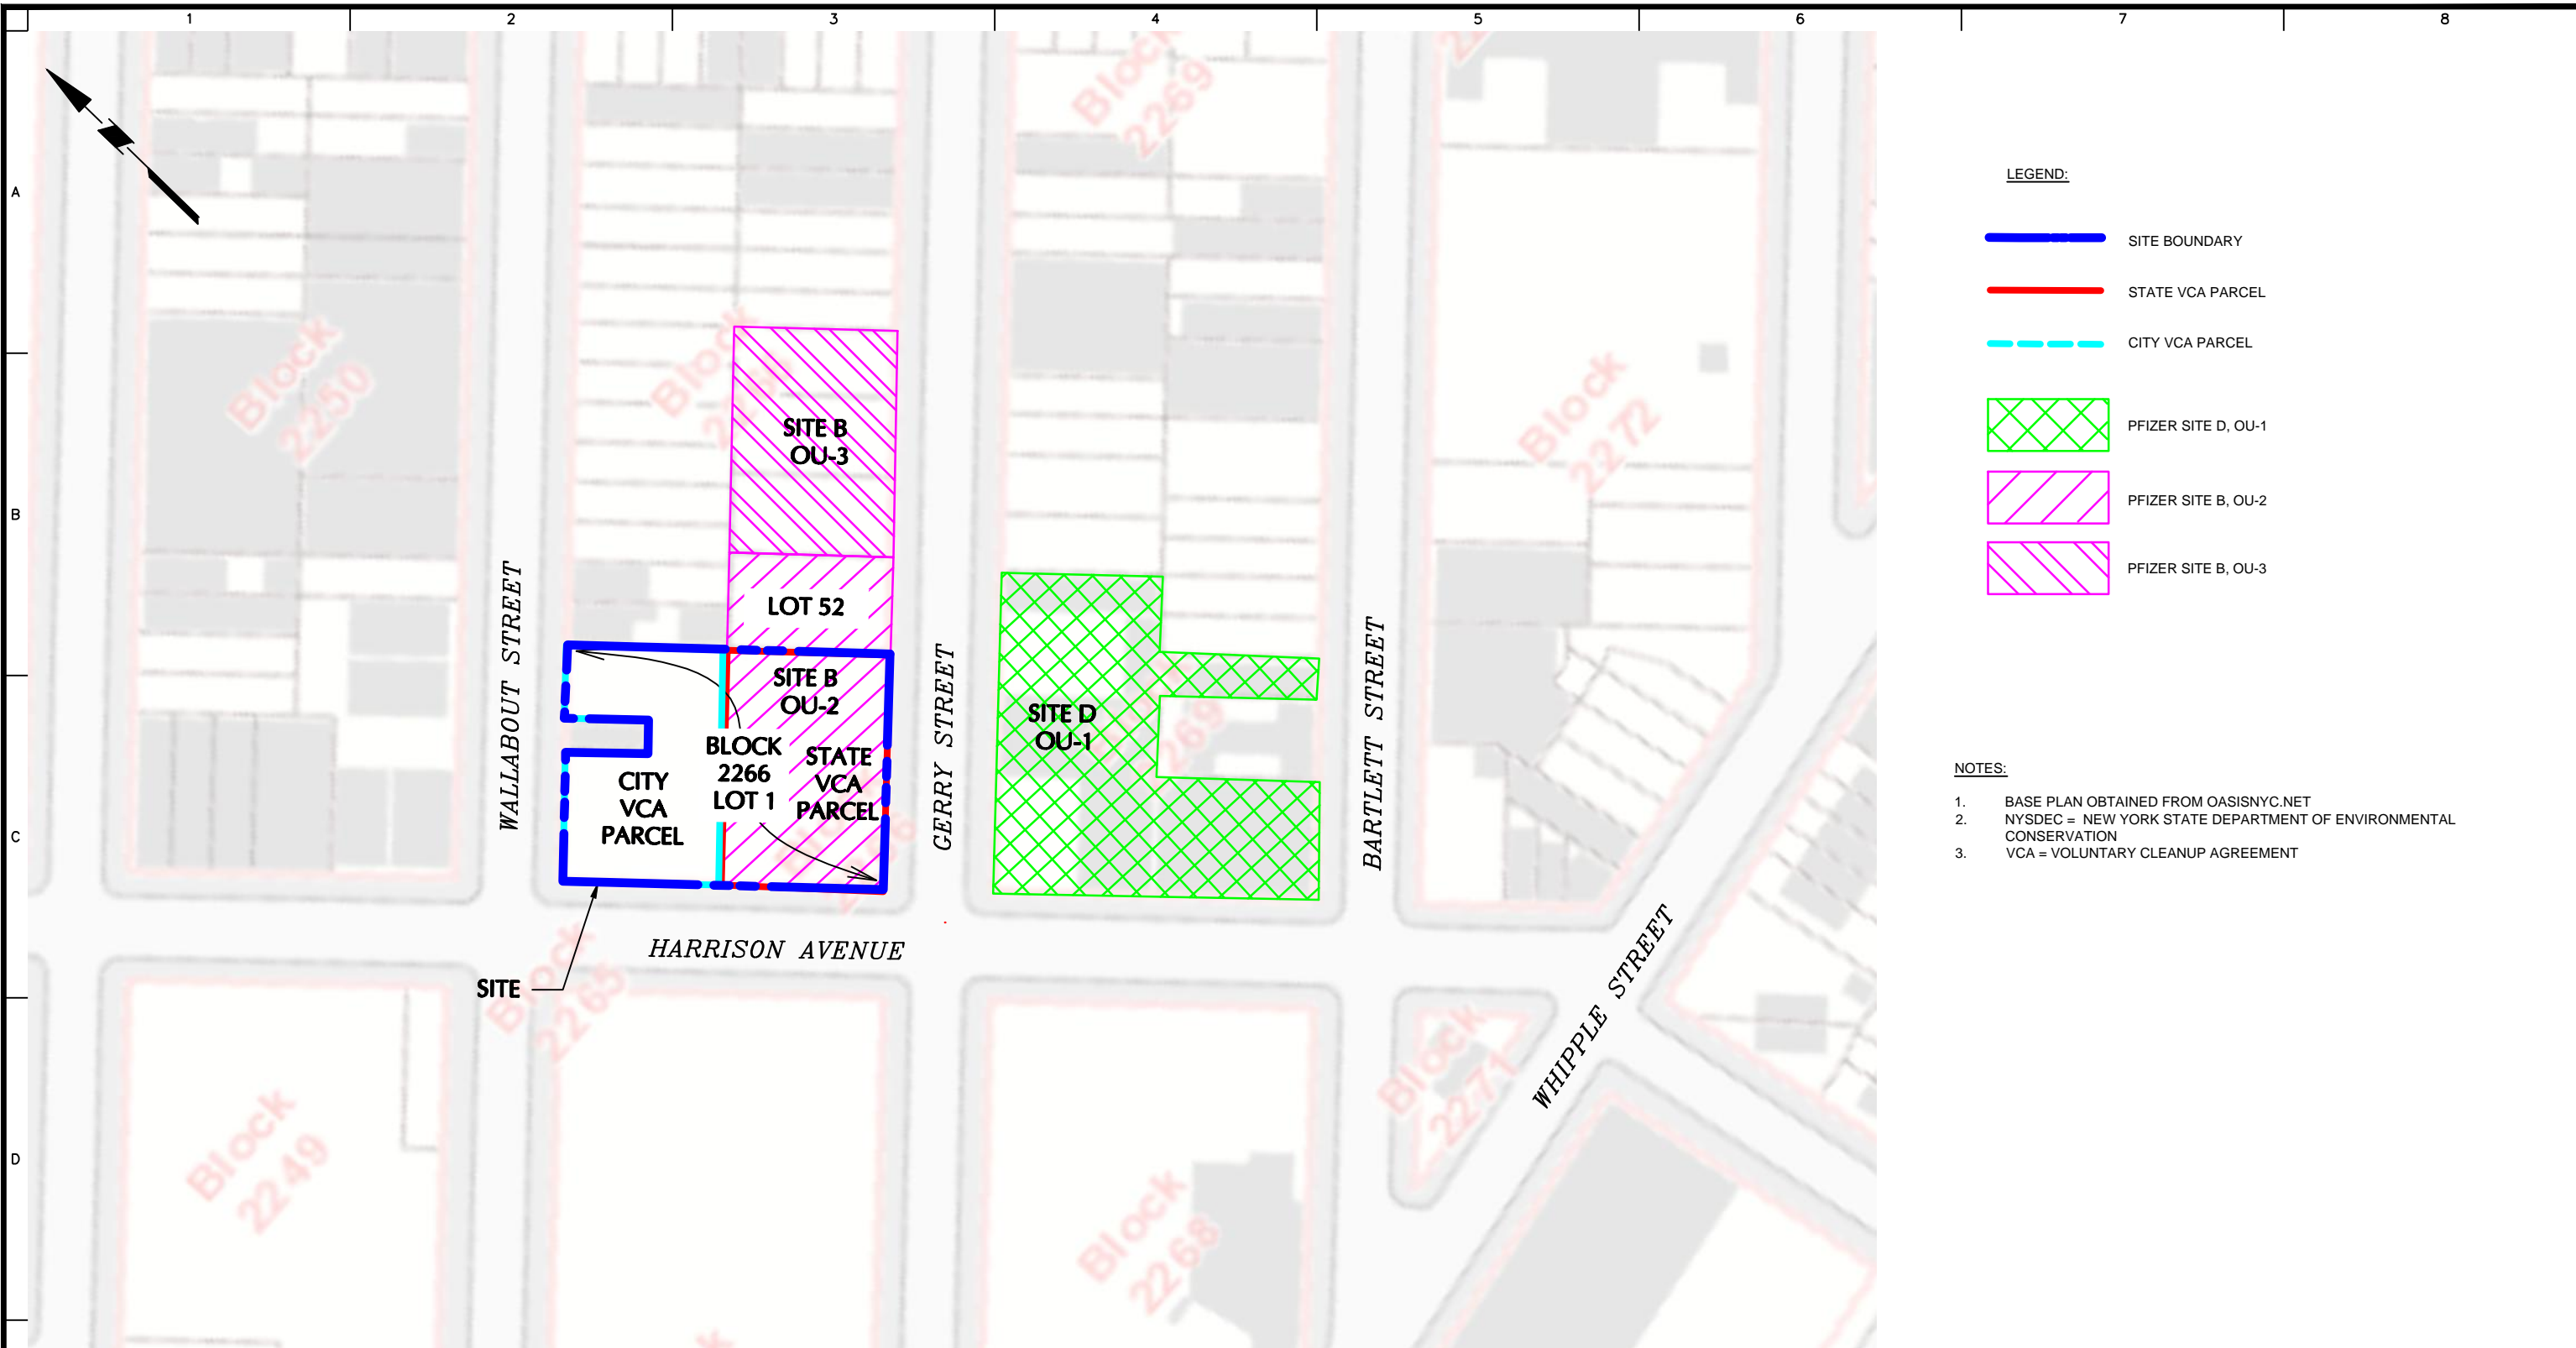 1 2 3 4 5 6 7 8
A
B
C
D
Block
2269
Block
2250
Block
Block
2272
SITE B
OU-3
LOT 52
SITE B
OU-2
BLOCK
2266
LOT 1
STATE
VCA
PARCEL
CITY
VCA
PARCEL
SITE D
OU-1
WALLABOUT STREET
GERRY STREET
BARTLETT STREET
HARRISON AVENUE
WHIPPLE STREET
SITE
Block
2265
Block
2271
Block
2249
Block
2268
LEGEND:
SITE BOUNDARY
STATE VCA PARCEL
CITY VCA PARCEL
PFIZER SITE D, OU-1
PFIZER SITE B, OU-2
PFIZER SITE B, OU-3
NOTES:
1. BASE PLAN OBTAINED FROM OASISNYC.NET
2. NYSDEC = NEW YORK STATE DEPARTMENT OF ENVIRONMENTAL
CONSERVATION
3. VCA = VOLUNTARY CLEANUP AGREEMENT